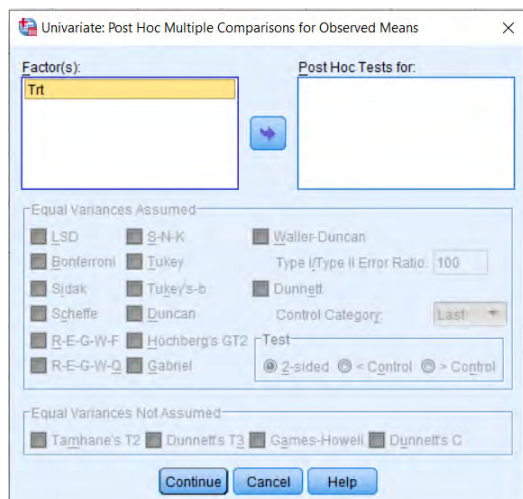 Univariate: Post Hoc Multiple Comparisons for Observed Means
Factor(s):
Post Hoc Tests for:
Trt
Equal Variances Assumed
LSD S-N-K Waller-Duncan
Bonferroni Tukey Type I/Type II Error Ratio: 100
Sidak Tukey's-b Dunnett
Scheffe Duncan Control Category: Last
R-E-G-W-F Hochberg's GT2 Test
R-E-G-W-Q Gabriel 2-sided < Control > Control
Equal Variances Not Assumed
Tamhane's T2 Dunnett's T3 Games-Howell Dunnett's C
Continue Cancel Help